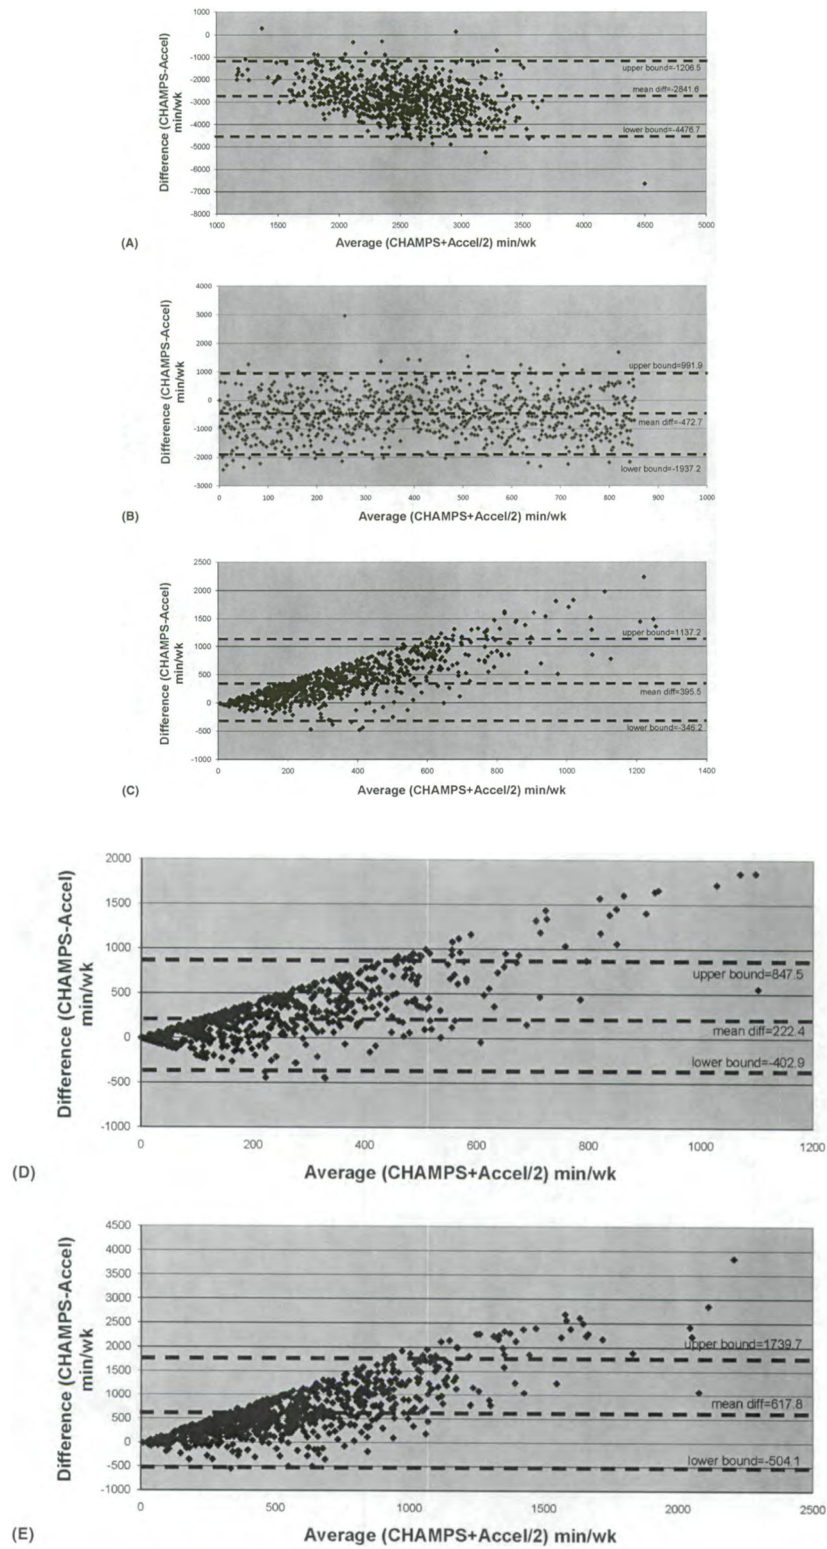 1000
0
-1000
-2000
-3000
-4000
-5000
-6000
-7000
-8000
Difference (CHAMPS-Accel)
min/wk
upper bound=-1206.5
mean diff=-2841.6
lower bound=-4476.7
1000 1500 2000 2500 3000 3500 4000 4500 5000
(A)
Average (CHAMPS+Accel/2) min/wk
4000
3000
2000
1000
0
-1000
-2000
-3000
Difference (CHAMPS-Accel)
min/wk
upper bound=991.9
mean diff=-472.7
lower bound=-1937.2
0 100 200 300 400 500 600 700 800 900 1000
(B)
Average (CHAMPS+Accel/2) min/wk
2500
2000
1500
1000
500
0
-500
-1000
Difference (CHAMPS-Accel)
min/wk
upper bound=1137.2
mean diff=395.5
lower bound=-346.2
0 200 400 600 800 1000 1200 1400
(C)
Average (CHAMPS+Accel/2) min/wk
2000
1500
1000
500
0
-500
-1000
Difference (CHAMPS-Accel)
min/wk
upper bound=847.5
mean diff=222.4
lower bound=-402.9
0 200 400 600 800 1000 1200
(D)
Average (CHAMPS+Accel/2) min/wk
4500
4000
3500
3000
2500
2000
1500
1000
500
0
-500
-1000
Difference (CHAMPS-Accel)
min/wk
upper bound=1739.7
mean diff=617.8
lower bound=-504.1
0 500 1000 1500 2000 2500
(E)
Average (CHAMPS+Accel/2) min/wk